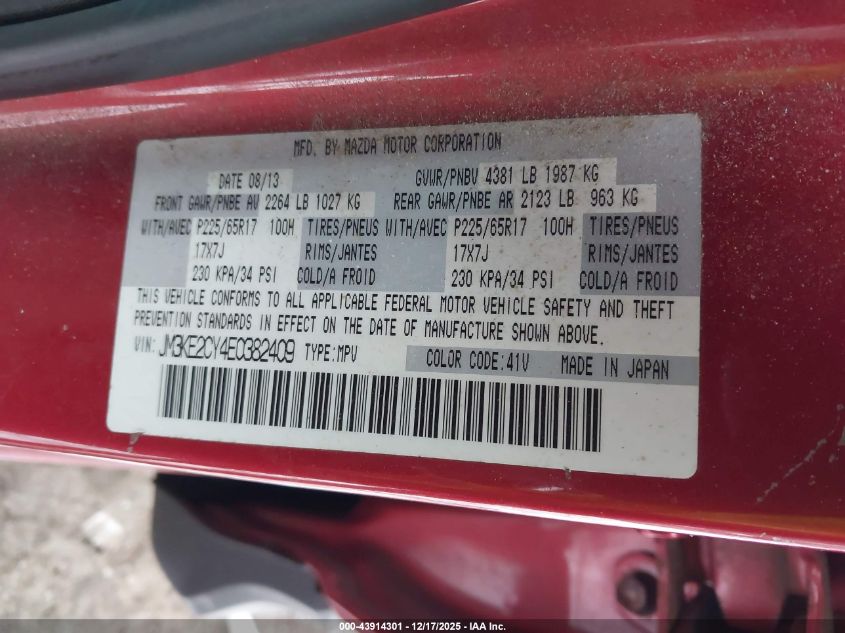 MFD. BY MAZDA MOTOR CORPORATION
DATE 08/13 GVWR/PNBV 4381 LB 1987 KG
FRONT GAWR/PNBE AV 2264 LB 1027 KG REAR GAWR/PNBE AR 2123 LB 963 KG
WITH/AVEC P225/65R17 100H TIRES/PNEUS WITH/AVEC P225/65R17 100H TIRES/PNEUS
17X7J RIMS/JANTES 17X7J RIMS/JANTES
230 KPA/34 PSI COLD/A FROID 230 KPA/34 PSI COLD/A FROID
THIS VEHICLE CONFORMS TO ALL APPLICABLE FEDERAL MOTOR VEHICLE SAFETY AND THEFT
PREVENTION STANDARDS IN EFFECT ON THE DATE OF MANUFACTURE SHOWN ABOVE.
VIN: JM3KE2CY4E0382409 TYPE:MPV COLOR CODE:41V MADE IN JAPAN
000-43914301 - 12/17/2025 - IAA Inc.